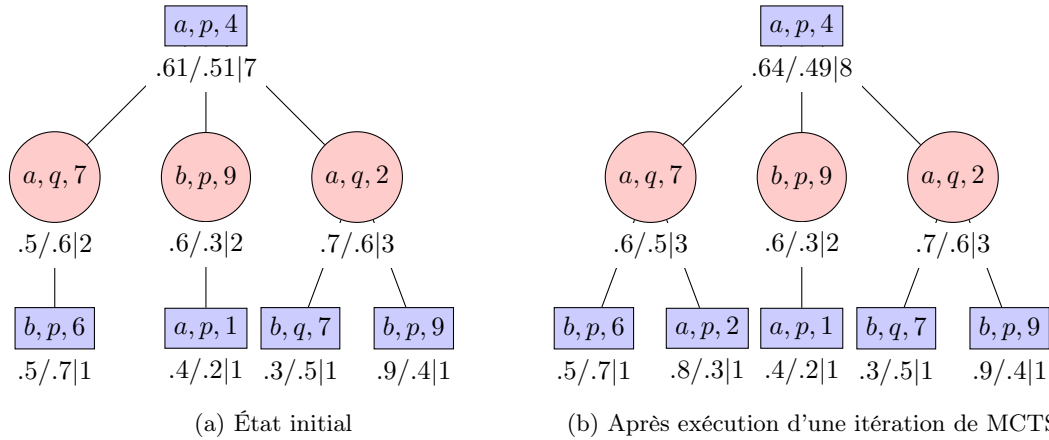 a, p, 4
.61/.51|7
a, q, 7
b, p, 9
a, q, 2
.5/.6|2
.6/.3|2
.7/.6|3
b, p, 6
a, p, 1
b, q, 7
b, p, 9
.5/.7|1
.4/.2|1
.3/.5|1
.9/.4|1
(a) État initial
a, p, 4
.64/.49|8
a, q, 7
b, p, 9
a, q, 2
.6/.5|3
.6/.3|2
.7/.6|3
b, p, 6
a, p, 2
a, p, 1
b, q, 7
b, p, 9
.5/.7|1
.8/.3|1
.4/.2|1
.3/.5|1
.9/.4|1
(b) Après exécution d'une itération de MCTS